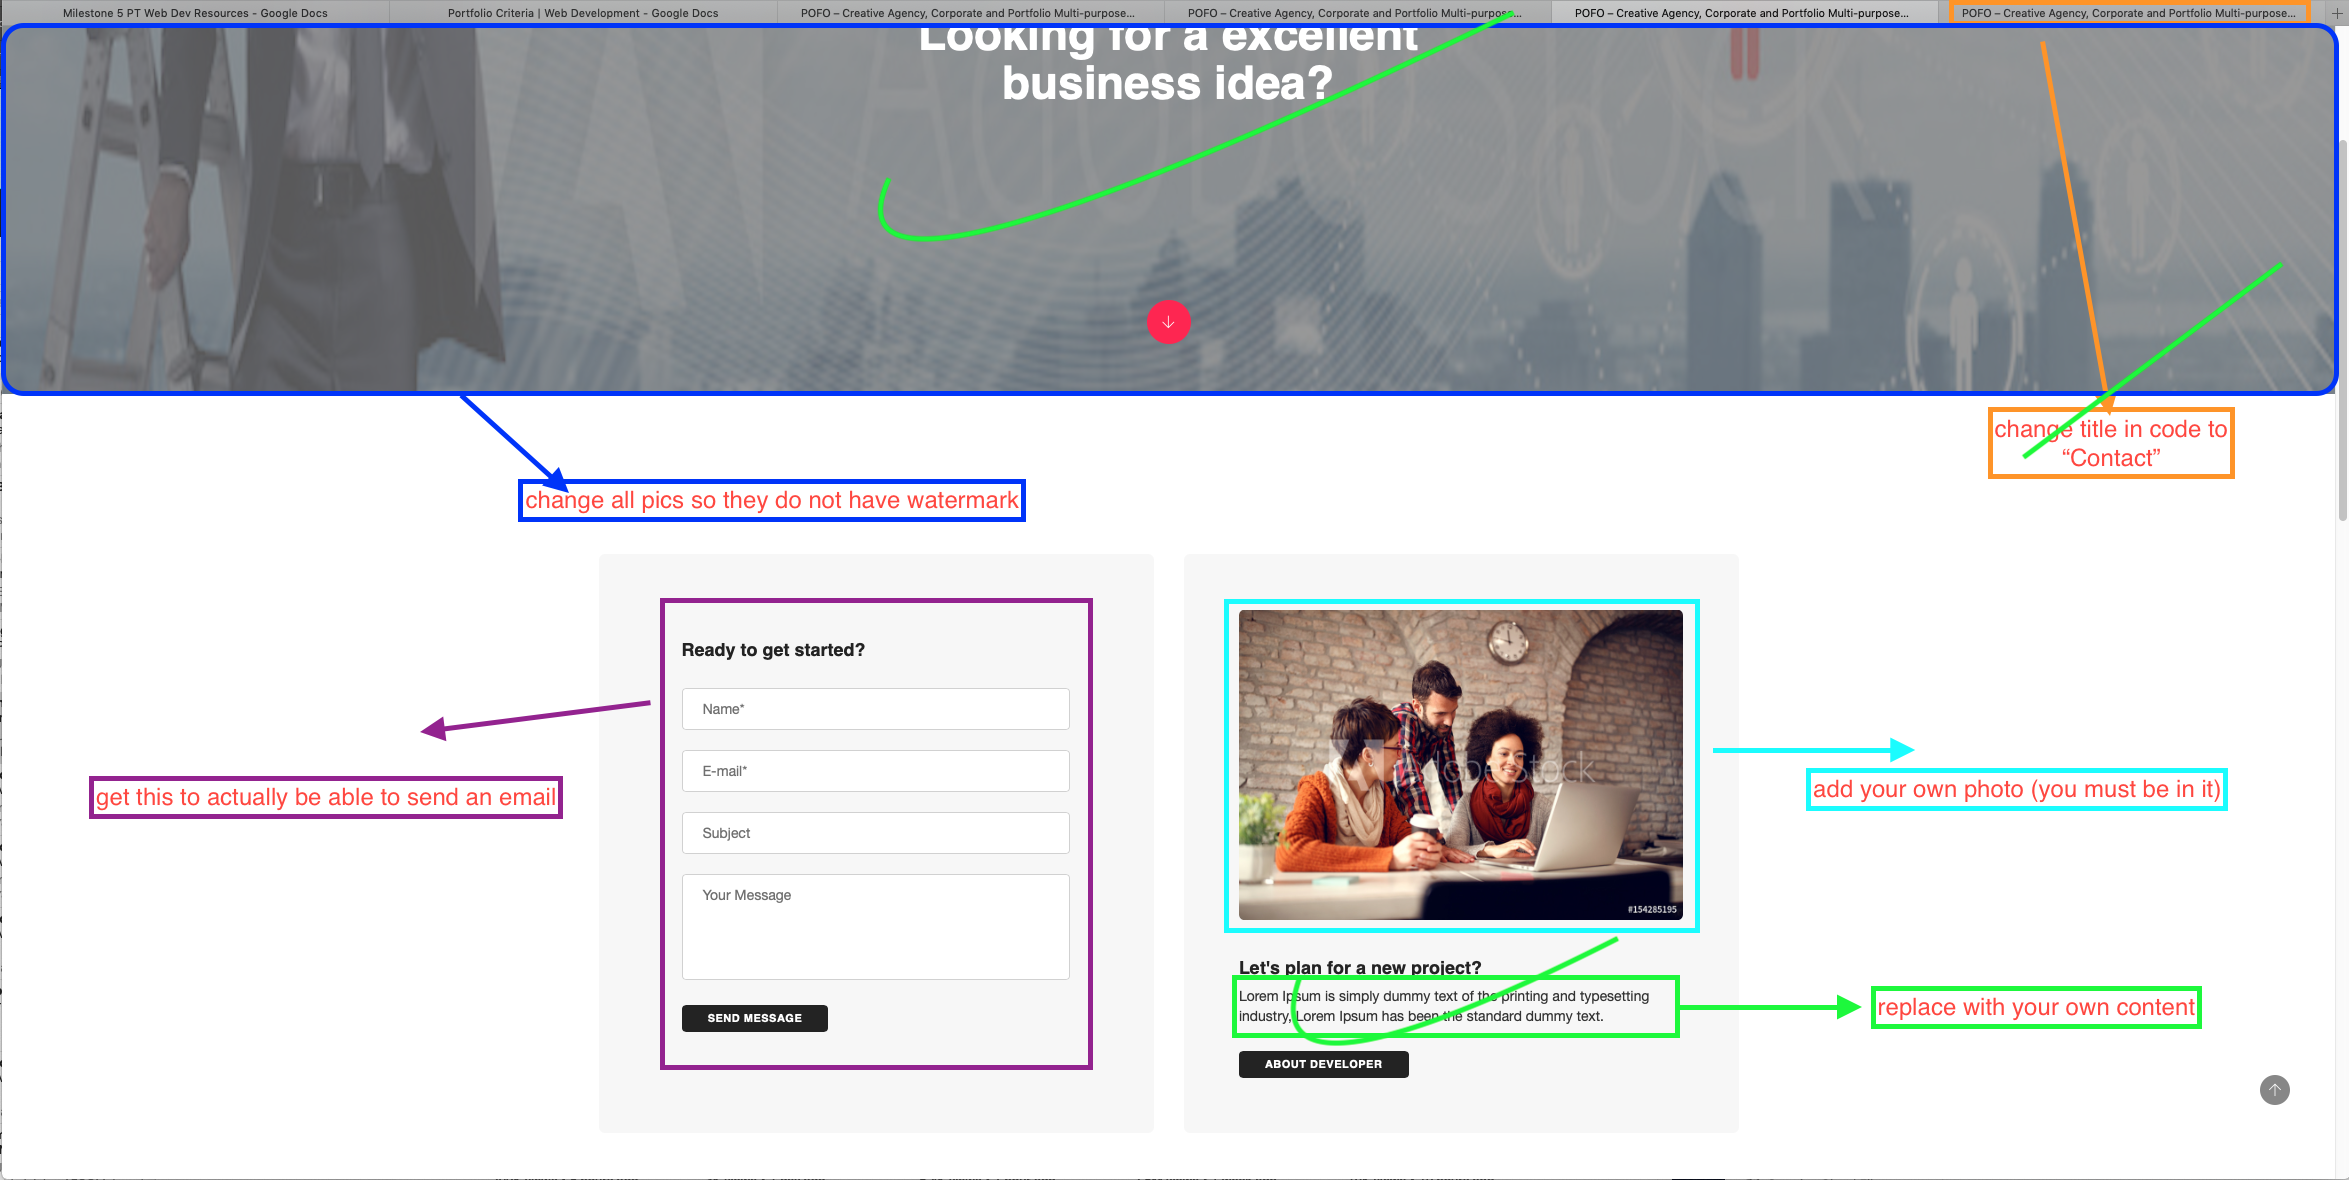 Milestone 5 PT Web Dev Resources - Google Docs
Portfolio Criteria | Web Development - Google Docs
POFO – Creative Agency, Corporate and Portfolio Multi-purpose...
POFO – Creative Agency, Corporate and Portfolio Multi-purpose...
POFO – Creative Agency, Corporate and Portfolio Multi-purpose...
POFO – Creative Agency, Corporate and Portfolio Multi-purpose...
Looking for a excellent
business idea?
change title in code to
“Contact”
change all pics so they do not have watermark
Ready to get started?
Name*
E-mail*
Subject
Your Message
SEND MESSAGE
get this to actually be able to send an email
Adobe Stock
#154285195
add your own photo (you must be in it)
Let's plan for a new project?
Lorem Ipsum is simply dummy text of the printing and typesetting
industry, Lorem Ipsum has been the standard dummy text.
replace with your own content
ABOUT DEVELOPER